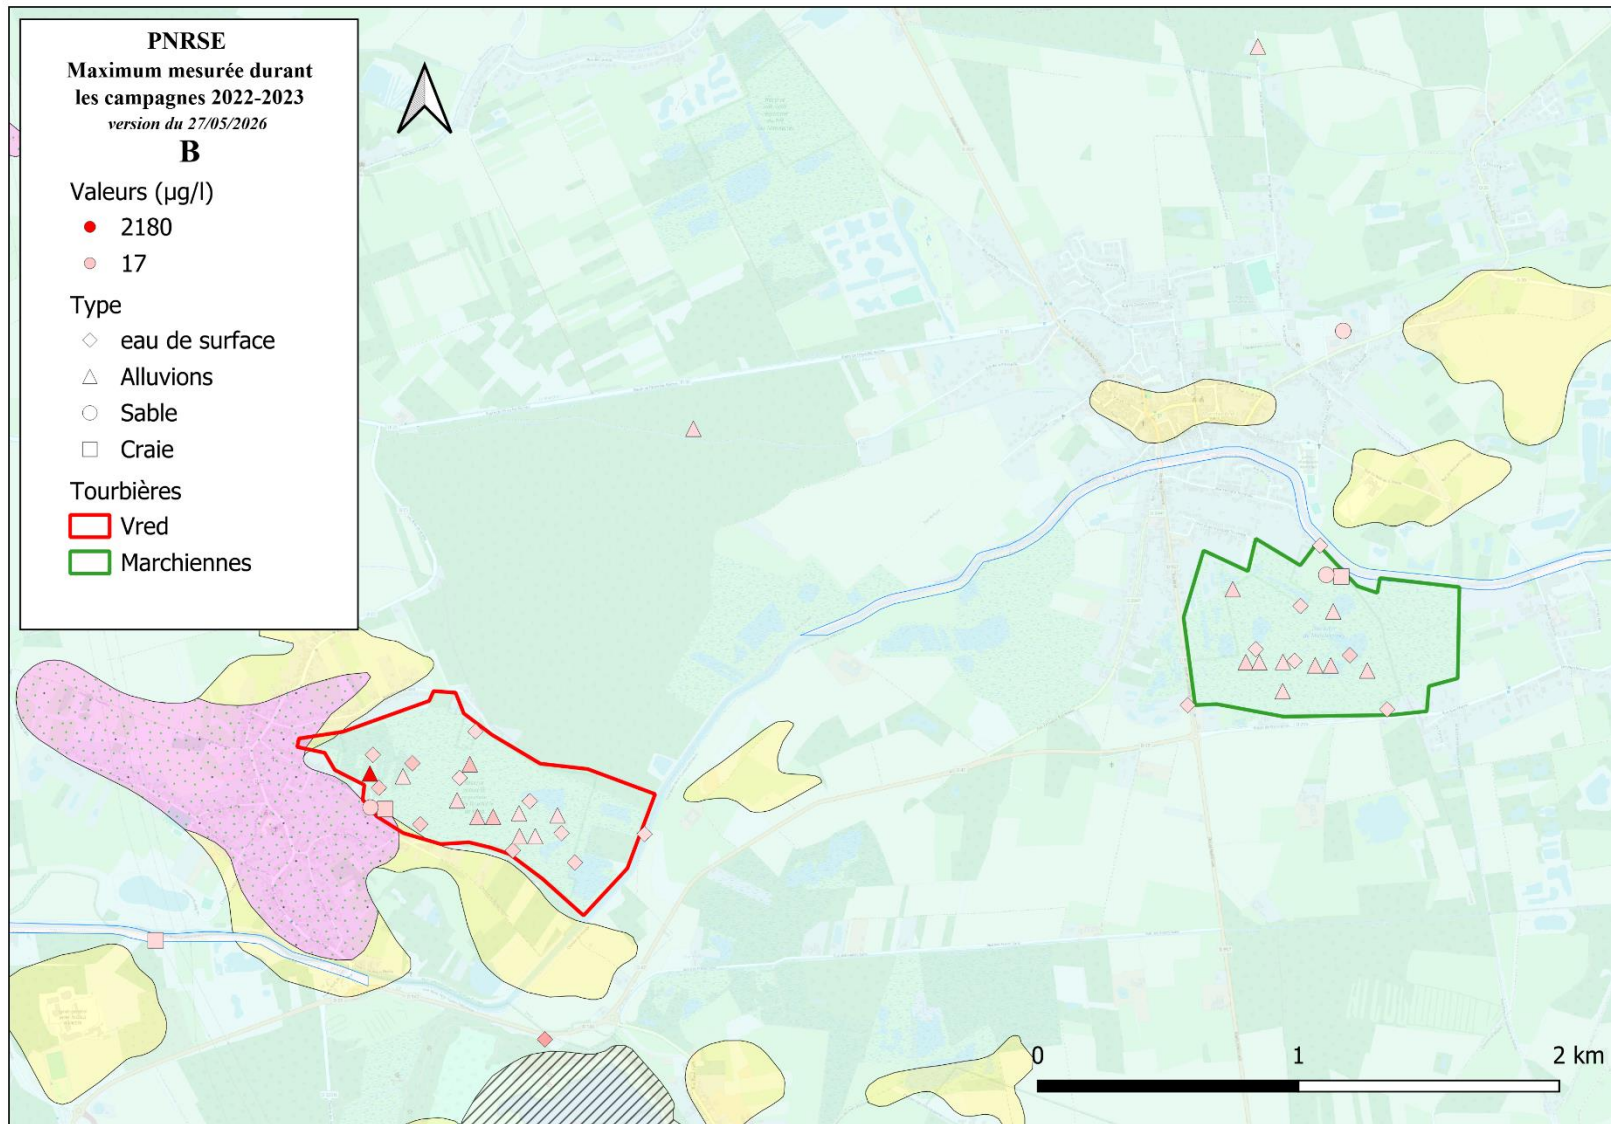 PNRSE
Maximum mesurée durant
les campagnes 2022-2023
version du 27/05/2026
B
Valeurs (µg/l)
2180
17
Type
eau de surface
Alluvions
Sable
Craie
Tourbières
Vred
Marchiennes
0 1 2 km